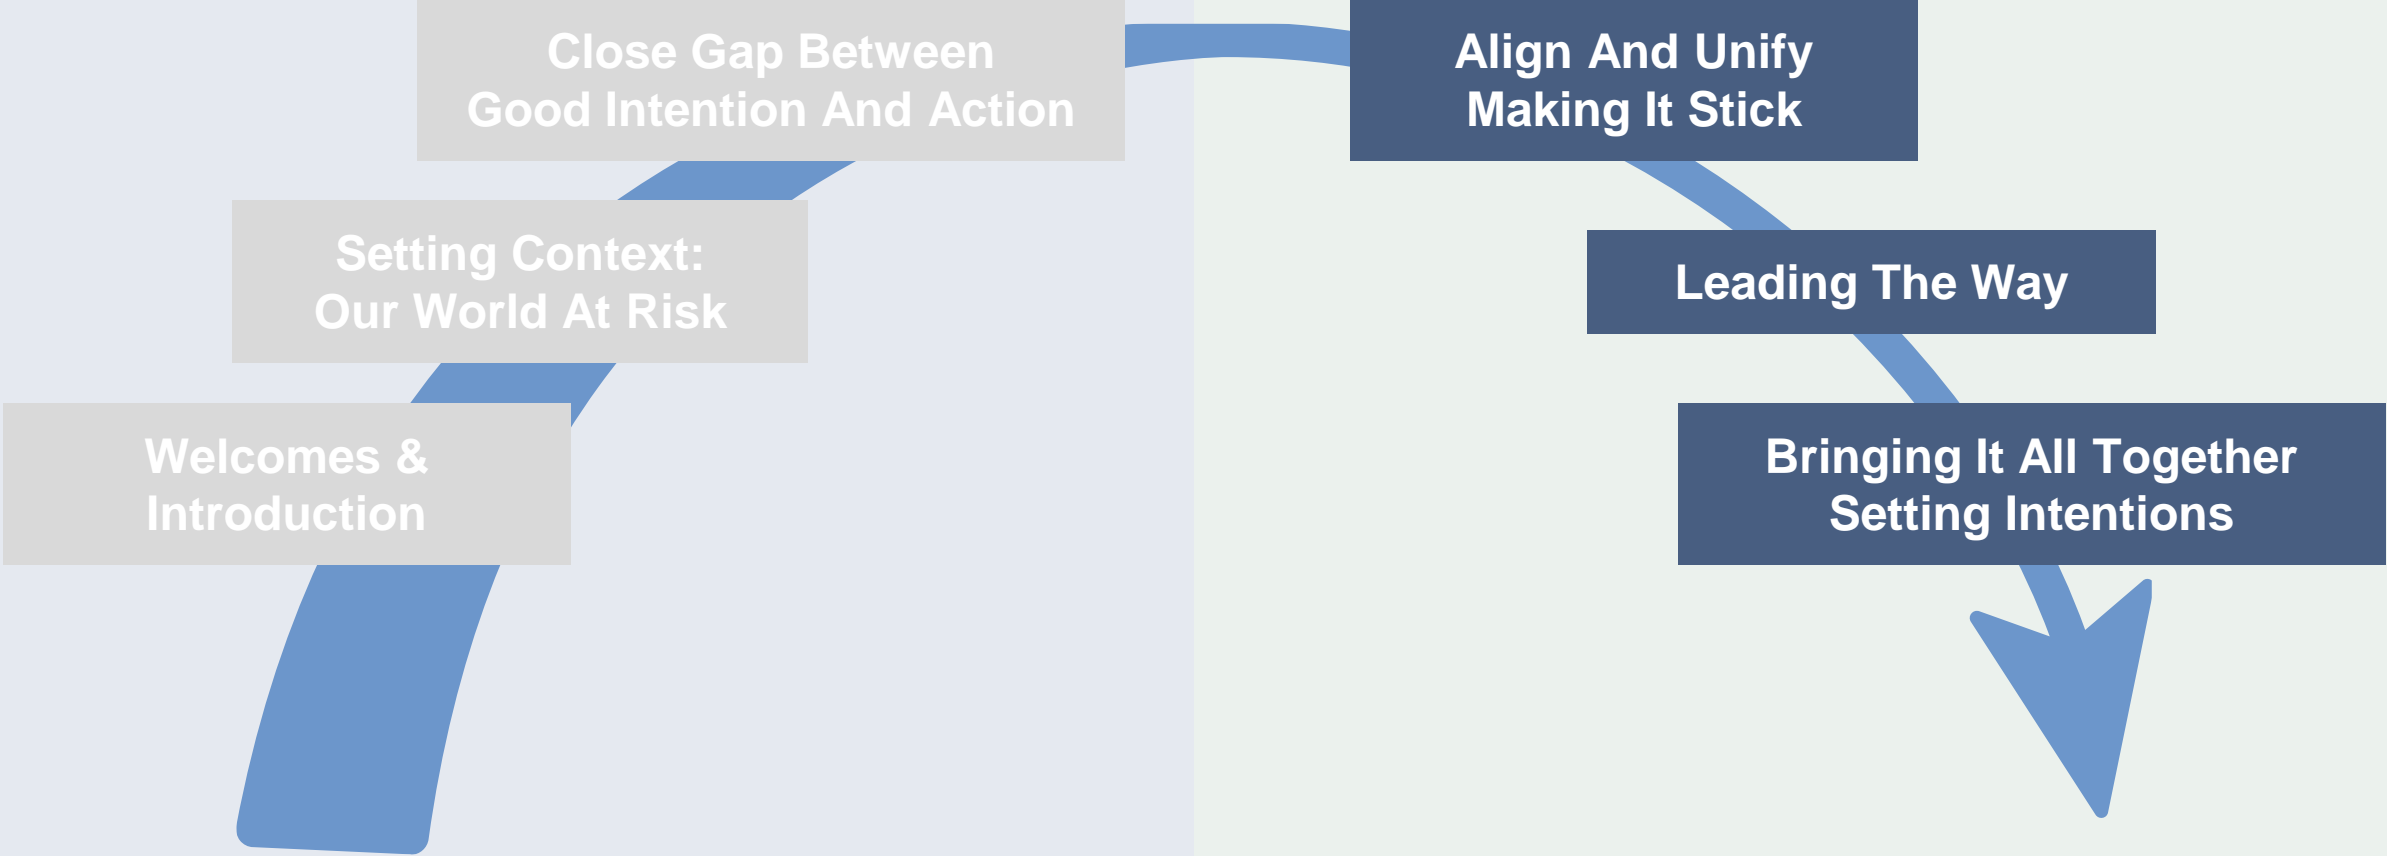 Close Gap Between
Good Intention And Action
Align And Unify
Making It Stick
Setting Context:
Our World At Risk
Leading The Way
Welcomes &
Introduction
Bringing It All Together
Setting Intentions